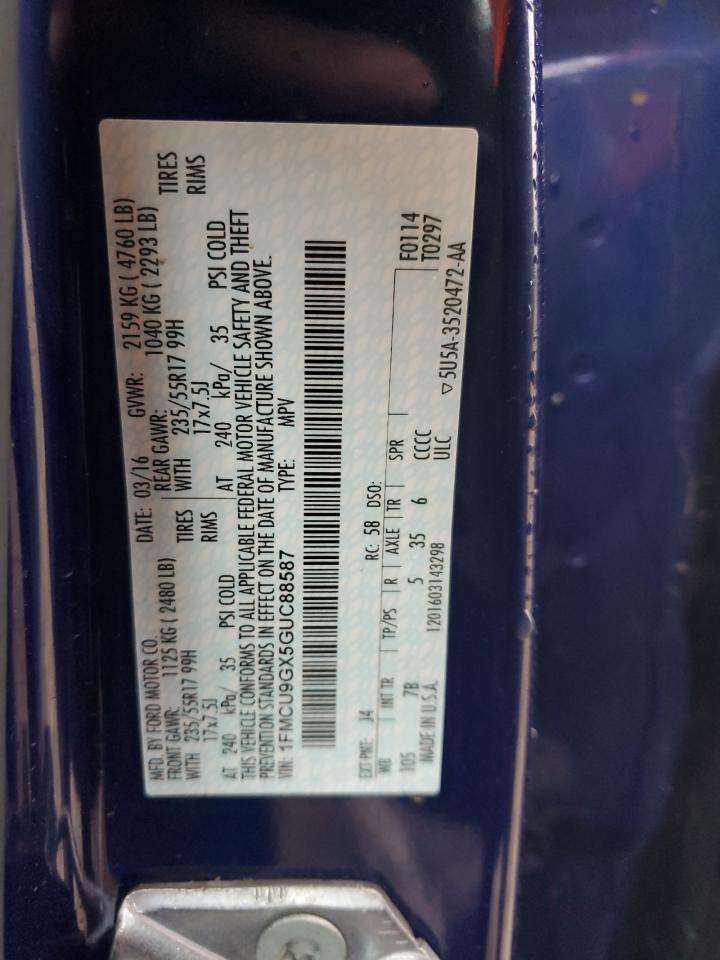 MFD. BY FORD MOTOR CO. DATE: 03/16 GVWR: 2159 KG ( 4760 LB)
FRONT GAWR: 1125 KG ( 2480 LB) REAR GAWR: 1040 KG ( 2293 LB)
WITH 235/55R17 99H TIRES WITH 235/55R17 99H TIRES
17x7.5J RIMS 17x7.5J RIMS
AT 240 kPa/ 35 PSI COLD AT 240 kPa/ 35 PSI COLD
THIS VEHICLE CONFORMS TO ALL APPLICABLE FEDERAL MOTOR VEHICLE SAFETY AND THEFT
PREVENTION STANDARDS IN EFFECT ON THE DATE OF MANUFACTURE SHOWN ABOVE.
VIN: 1FMCU9GX5GUC88587 TYPE: MPV
EXT PNT: J4 RC: 5B DSO: F0114
WB INT TR TP/PS R AXLE TR SPR T0297
105 7B 5 35 6 CCCC
MADE IN U.S.A. 1201603143298 ULC ▽5U5A-3520472-AA